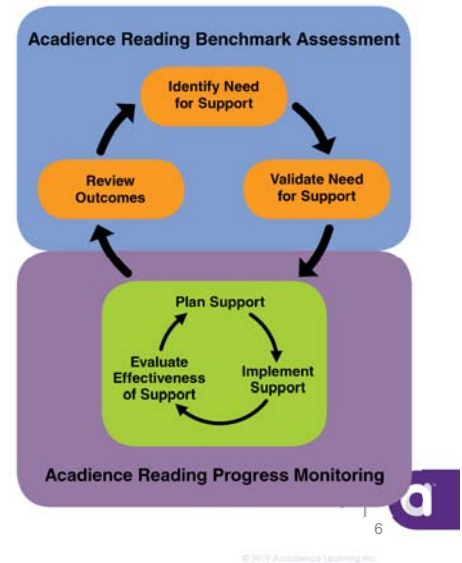 Acadience Reading Benchmark Assessment
Identify Need
for Support
Review
Outcomes
Validate Need
for Support
Plan Support
Evaluate
Effectiveness
of Support
Implement
Support
Acadience Reading Progress Monitoring
a
6
© 2019 Acadience Learning Inc.